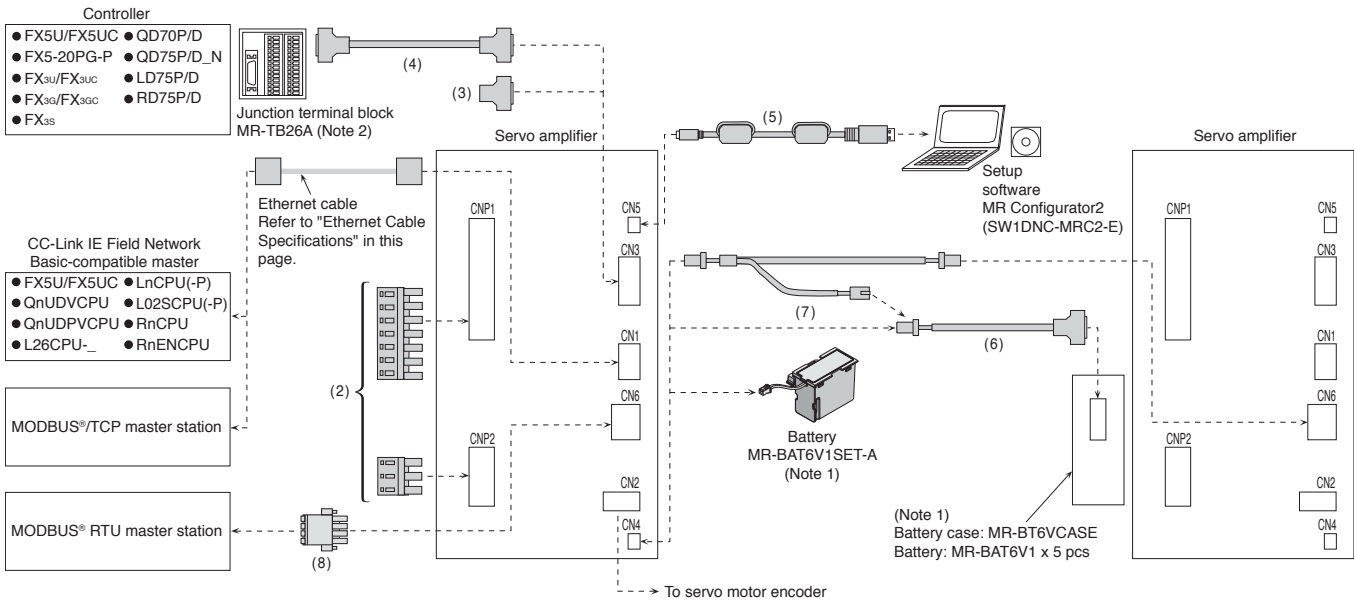 Controller
● FX5U/FX5UC ● QD70P/D
● FX5-20PG-P ● QD75P/D_N
● FX3U/FX3UC ● LD75P/D
● FX3G/FX3GC ● RD75P/D
● FX3S
Junction terminal block
MR-TB26A (Note 2)
(4)
(3)
Servo amplifier
(5)
Setup
software
MR Configurator2
(SW1DNC-MRC2-E)
Servo amplifier
Ethernet cable
Refer to "Ethernet Cable
Specifications" in this
page.
CC-Link IE Field Network
Basic-compatible master
● FX5U/FX5UC ● LnCPU(-P)
● QnUDVCPU ● L02SCPU(-P)
● QnUDPVCPU ● RnCPU
● L26CPU-_ ● RnENCPU
MODBUS®/TCP master station
MODBUS® RTU master station
(2)
(8)
CNP1
CNP2
CN5
CN3
CN1
CN6
CN2
CN4
To servo motor encoder
(7)
(6)
Battery
MR-BAT6V1SET-A
(Note 1)
(Note 1)
Battery case: MR-BT6VCASE
Battery: MR-BAT6V1 x 5 pcs
CNP1
CNP2
CN5
CN3
CN1
CN6
CN2
CN4